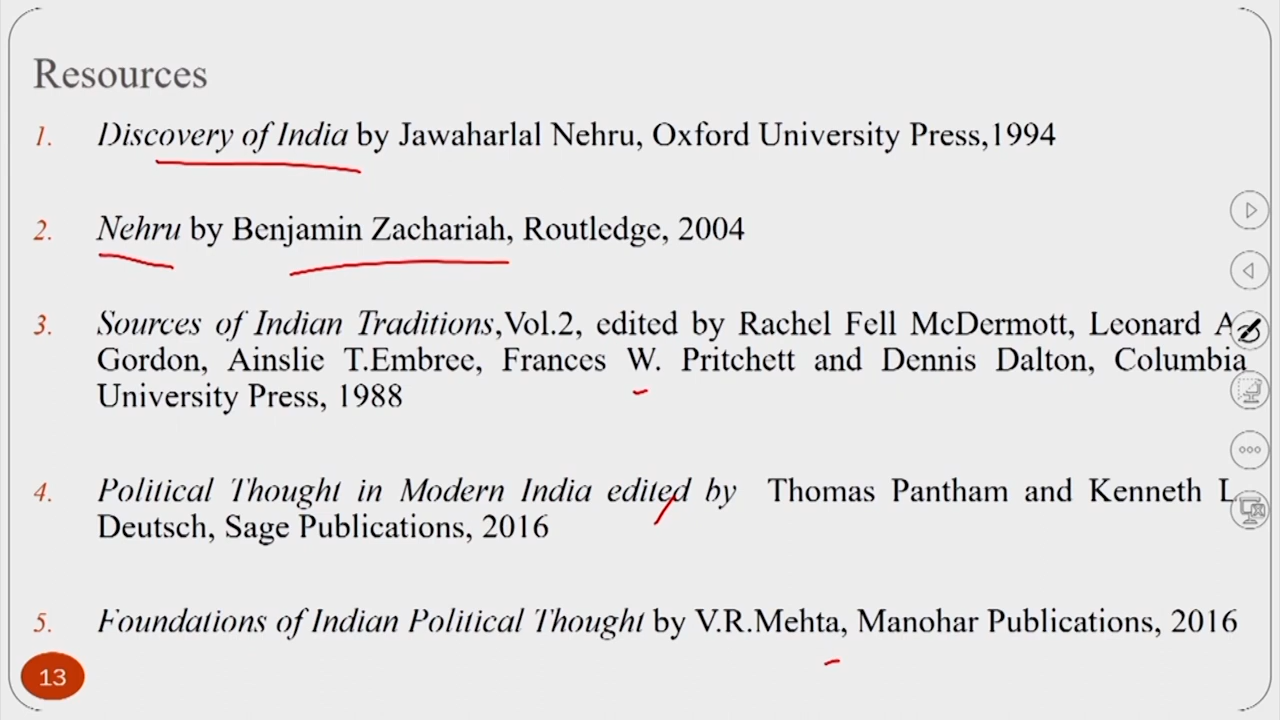 Resources
1. Discovery of India by Jawaharlal Nehru, Oxford University Press,1994
2. Nehru by Benjamin Zachariah, Routledge, 2004
3. Sources of Indian Traditions,Vol.2, edited by Rachel Fell McDermott, Leonard A
Gordon, Ainslie T.Embree, Frances W. Pritchett and Dennis Dalton, Columbia
University Press, 1988
4. Political Thought in Modern India edited by Thomas Pantham and Kenneth L
Deutsch, Sage Publications, 2016
5. Foundations of Indian Political Thought by V.R.Mehta, Manohar Publications, 2016
13